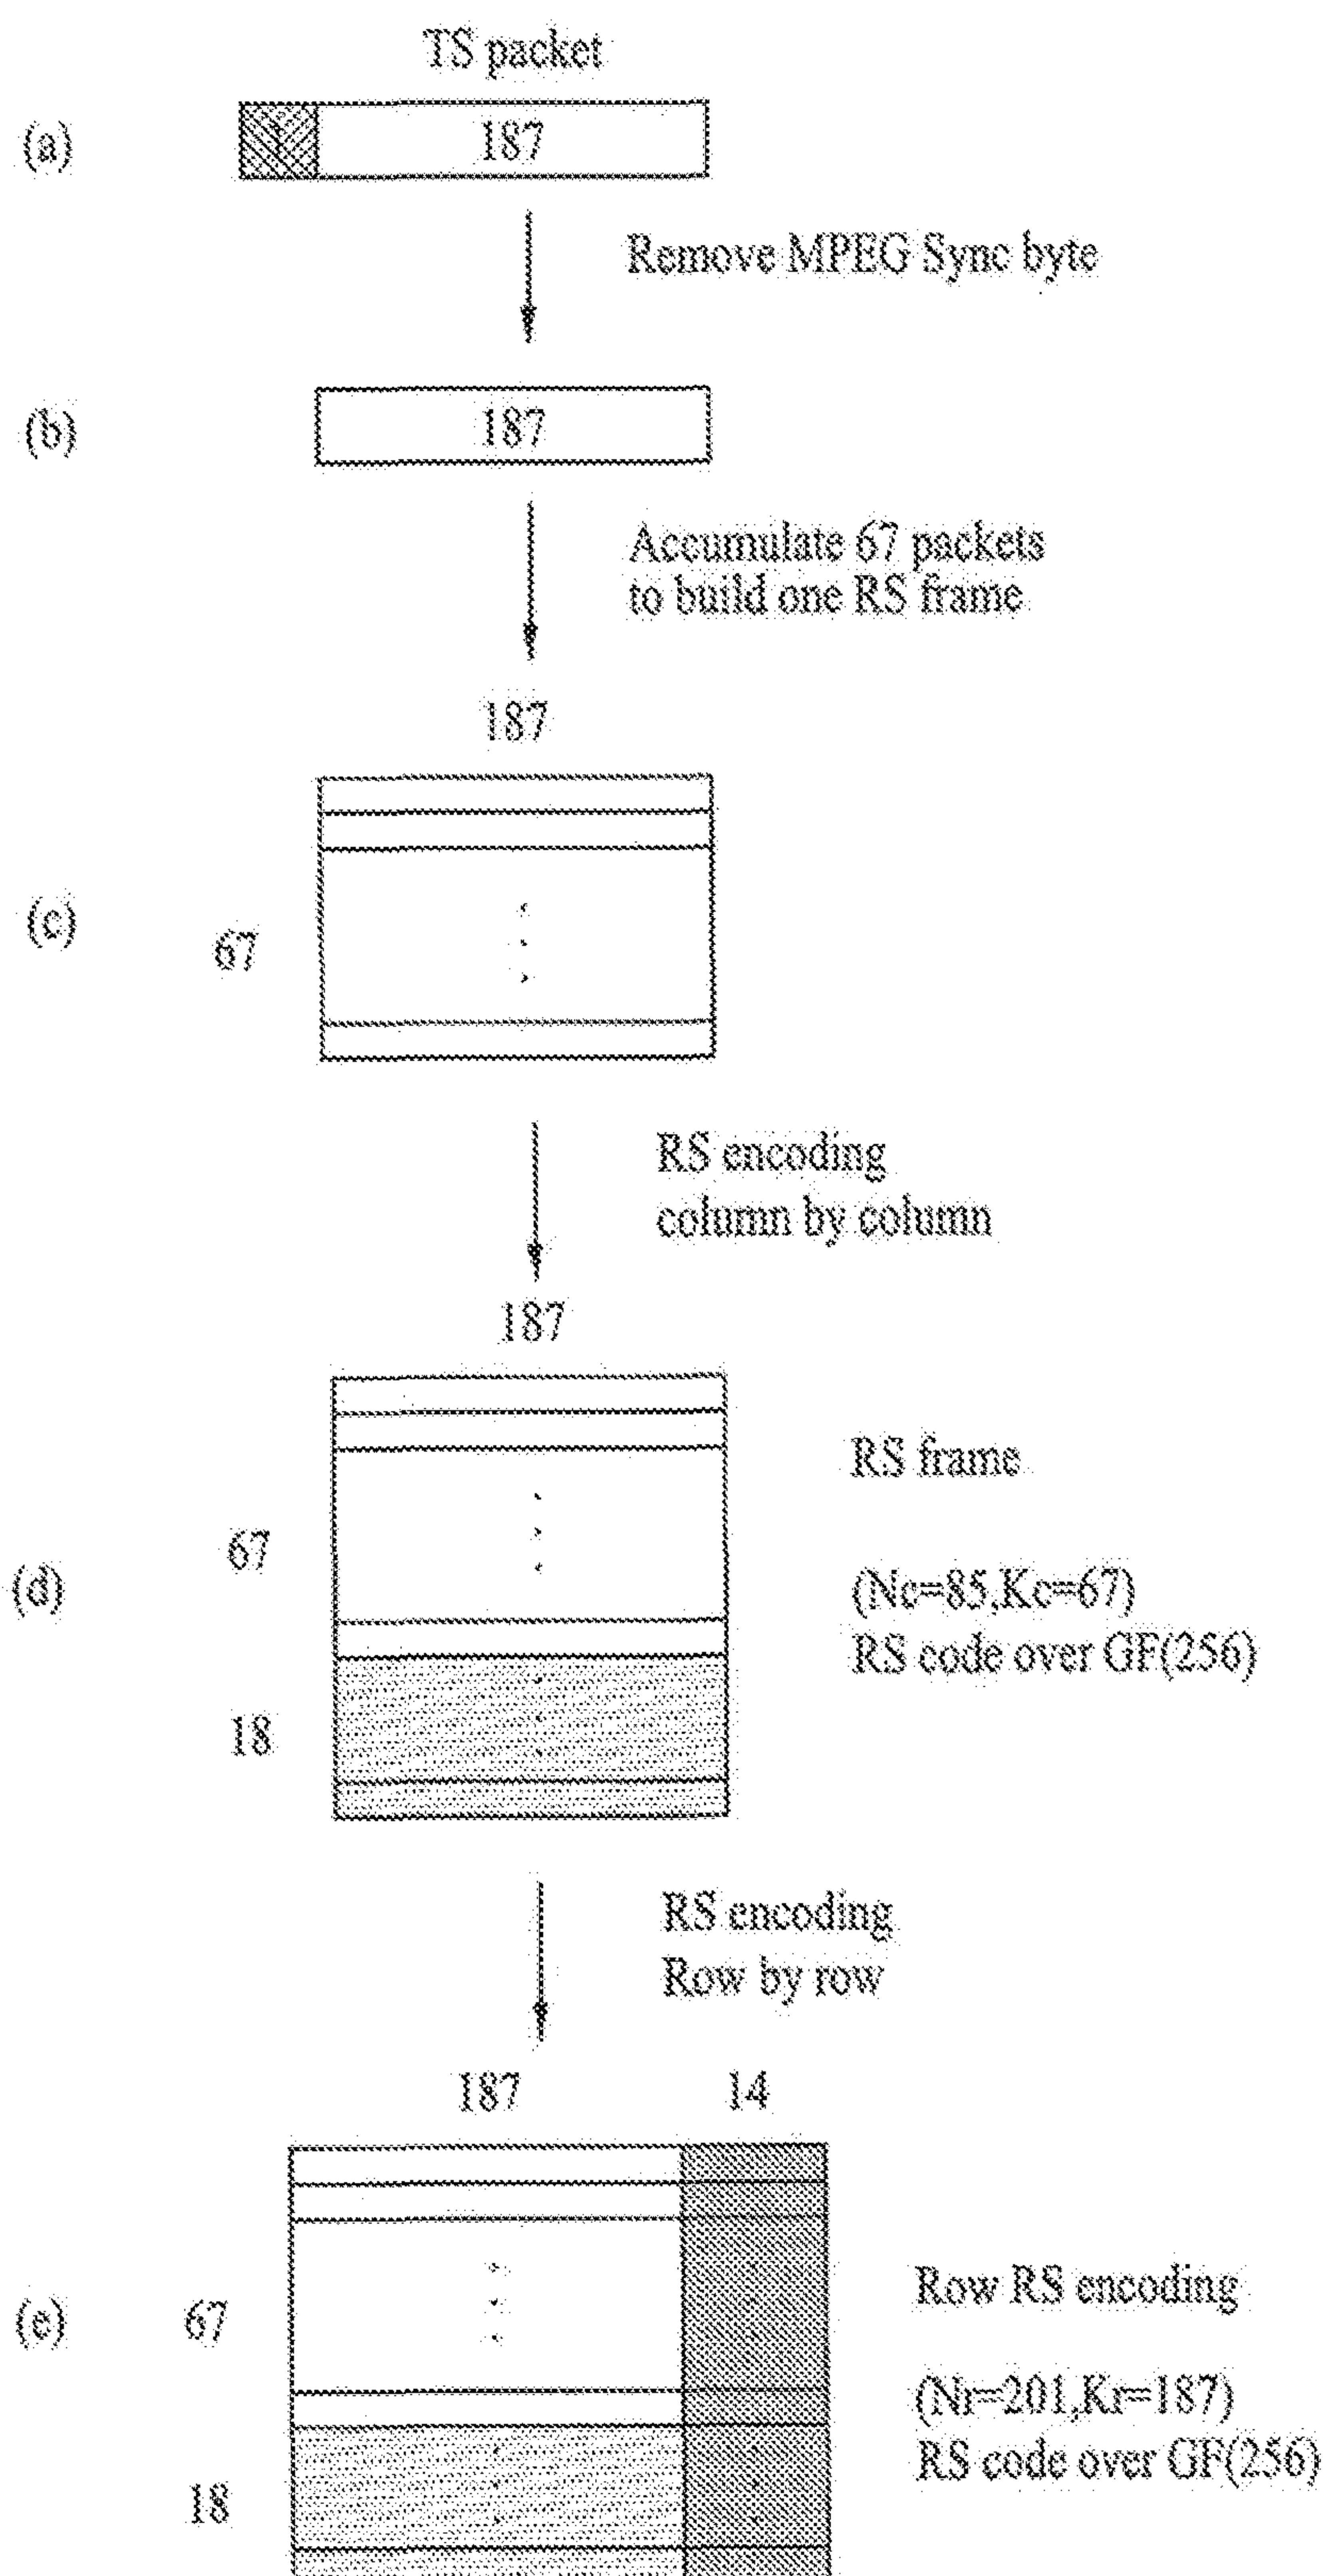 TS packet
(a)
1
187
Remove MPEG Sync byte
(b)
187
Accumulate 67 packets
to build one RS frame
187
(c)
67
RS encoding
column by column
187
RS frame
67
(d)
(Nc=85,Kc=67)
RS code over GF(256)
18
RS encoding
Row by row
187
14
Row RS encoding
(e)
67
(Nr=201,Kr=187)
RS code over GF(256)
18